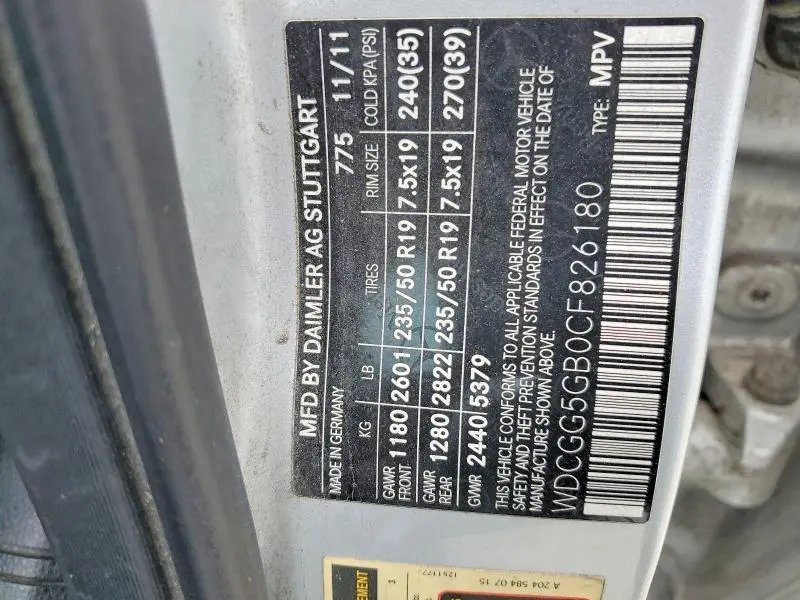 MFD BY DAIMLER AG STUTTGART
MADE IN GERMANY 775 11/11
KG LB TIRES RIM SIZE COLD KPA(PSI)
GAWR FRONT 1180 2601 235/50 R19 7.5x19 240(35)
GAWR REAR 1280 2822 235/50 R19 7.5x19 270(39)
GVWR 2440 5379
THIS VEHICLE CONFORMS TO ALL APPLICABLE FEDERAL MOTOR VEHICLE
SAFETY AND THEFT PREVENTION STANDARDS IN EFFECT ON THE DATE OF
MANUFACTURE SHOWN ABOVE.
WDCGG5GB0CF826180 TYPE: MPV
A 204 584 07 15
3